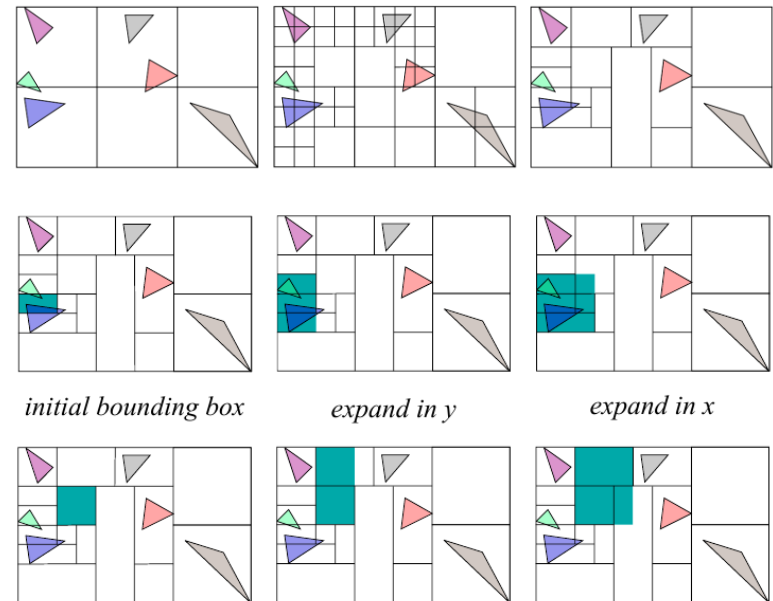 initial bounding box
expand in y
expand in x